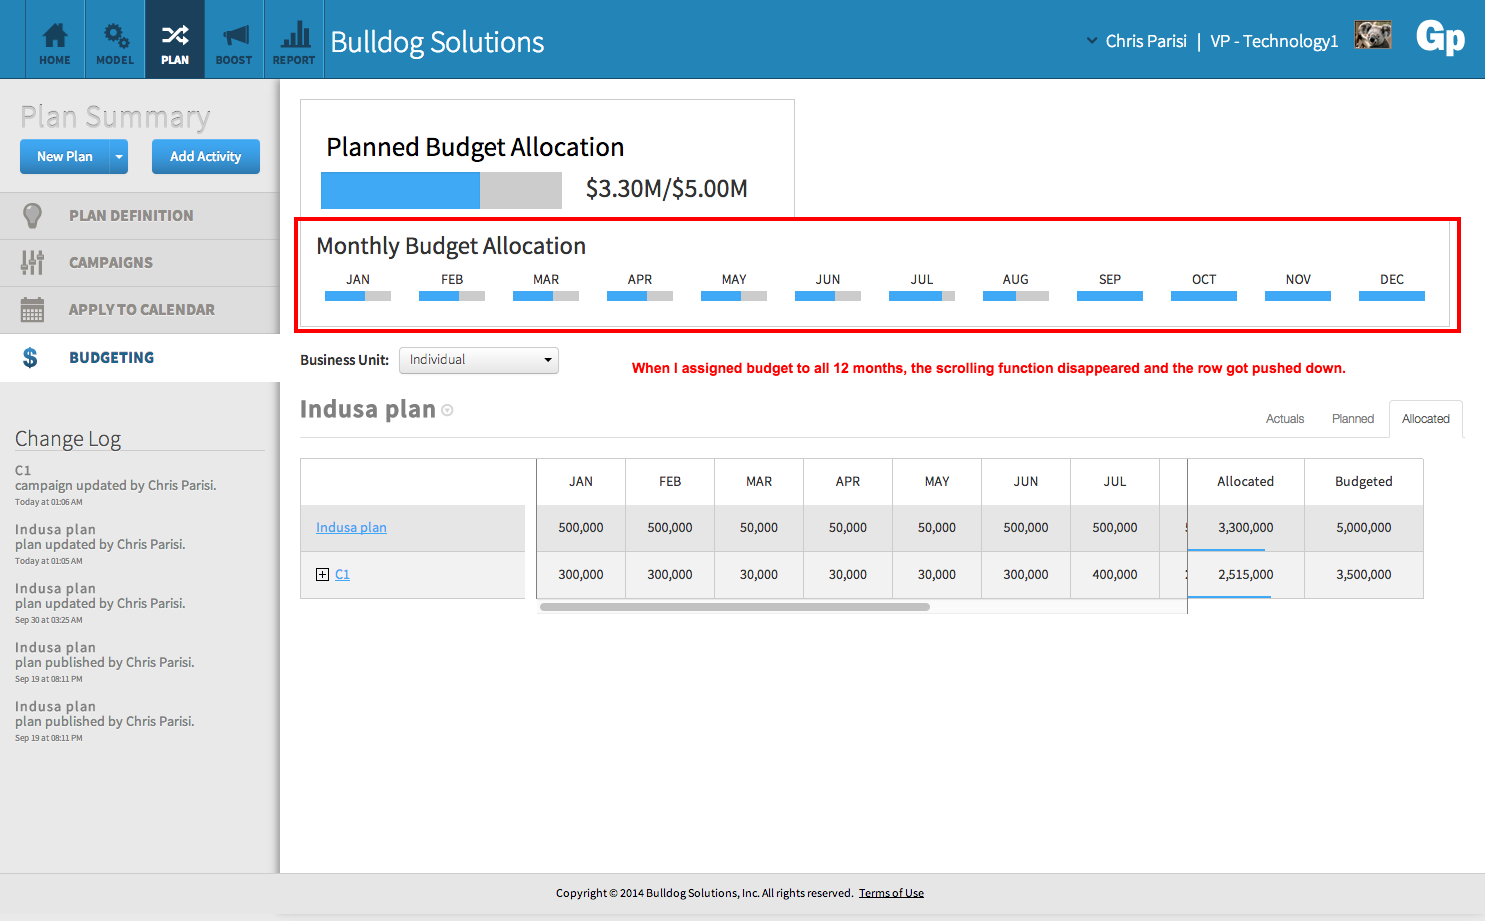 HOME MODEL PLAN BOOST REPORT Bulldog Solutions Chris Parisi | VP - Technology1 Gp
Plan Summary
New Plan Add Activity
PLAN DEFINITION
CAMPAIGNS
APPLY TO CALENDAR
BUDGETING
Change Log
C1
campaign updated by Chris Parisi.
Today at 01:06 AM
Indusa plan
plan updated by Chris Parisi.
Today at 01:05 AM
Indusa plan
plan updated by Chris Parisi.
Sep 30 at 03:25 AM
Indusa plan
plan published by Chris Parisi.
Sep 19 at 08:11 PM
Indusa plan
plan published by Chris Parisi.
Sep 19 at 08:11 PM
Planned Budget Allocation
$3.30M/$5.00M
Monthly Budget Allocation
JAN FEB MAR APR MAY JUN JUL AUG SEP OCT NOV DEC
Business Unit: Individual
When I assigned budget to all 12 months, the scrolling function disappeared and the row got pushed down.
Indusa plan
Actuals Planned Allocated
JAN FEB MAR APR MAY JUN JUL Allocated Budgeted
Indusa plan 500,000 500,000 50,000 50,000 50,000 500,000 500,000 3,300,000 5,000,000
C1 300,000 300,000 30,000 30,000 30,000 300,000 400,000 2,515,000 3,500,000
Copyright © 2014 Bulldog Solutions, Inc. All rights reserved. Terms of Use